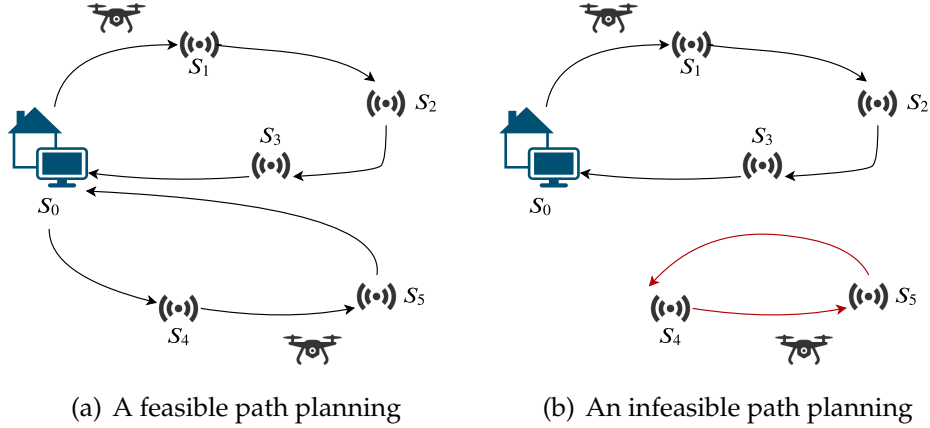 S1
S2
S3
S0
S4
S5
(a) A feasible path planning
S1
S2
S3
S0
S4
S5
(b) An infeasible path planning